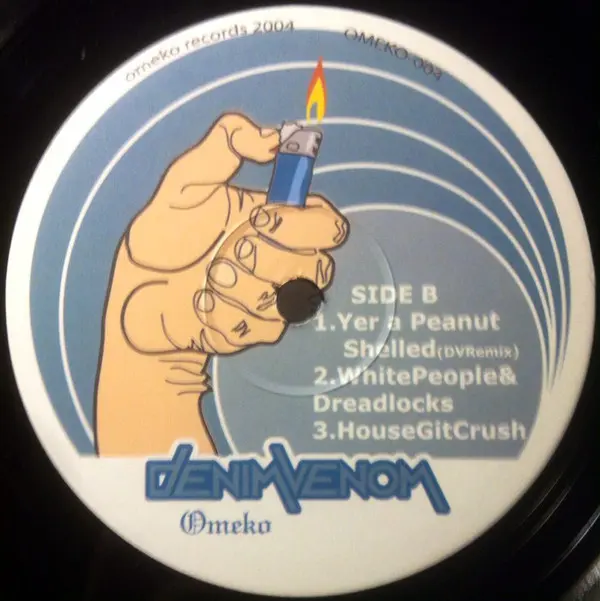 omeko records 2004
OMEKO 004
SIDE B
1.Yer a Peanut
Shelled(DVRemix)
2.WhitePeople&
Dreadlocks
3.HouseGitCrush
DENIMVENOM
Omeko